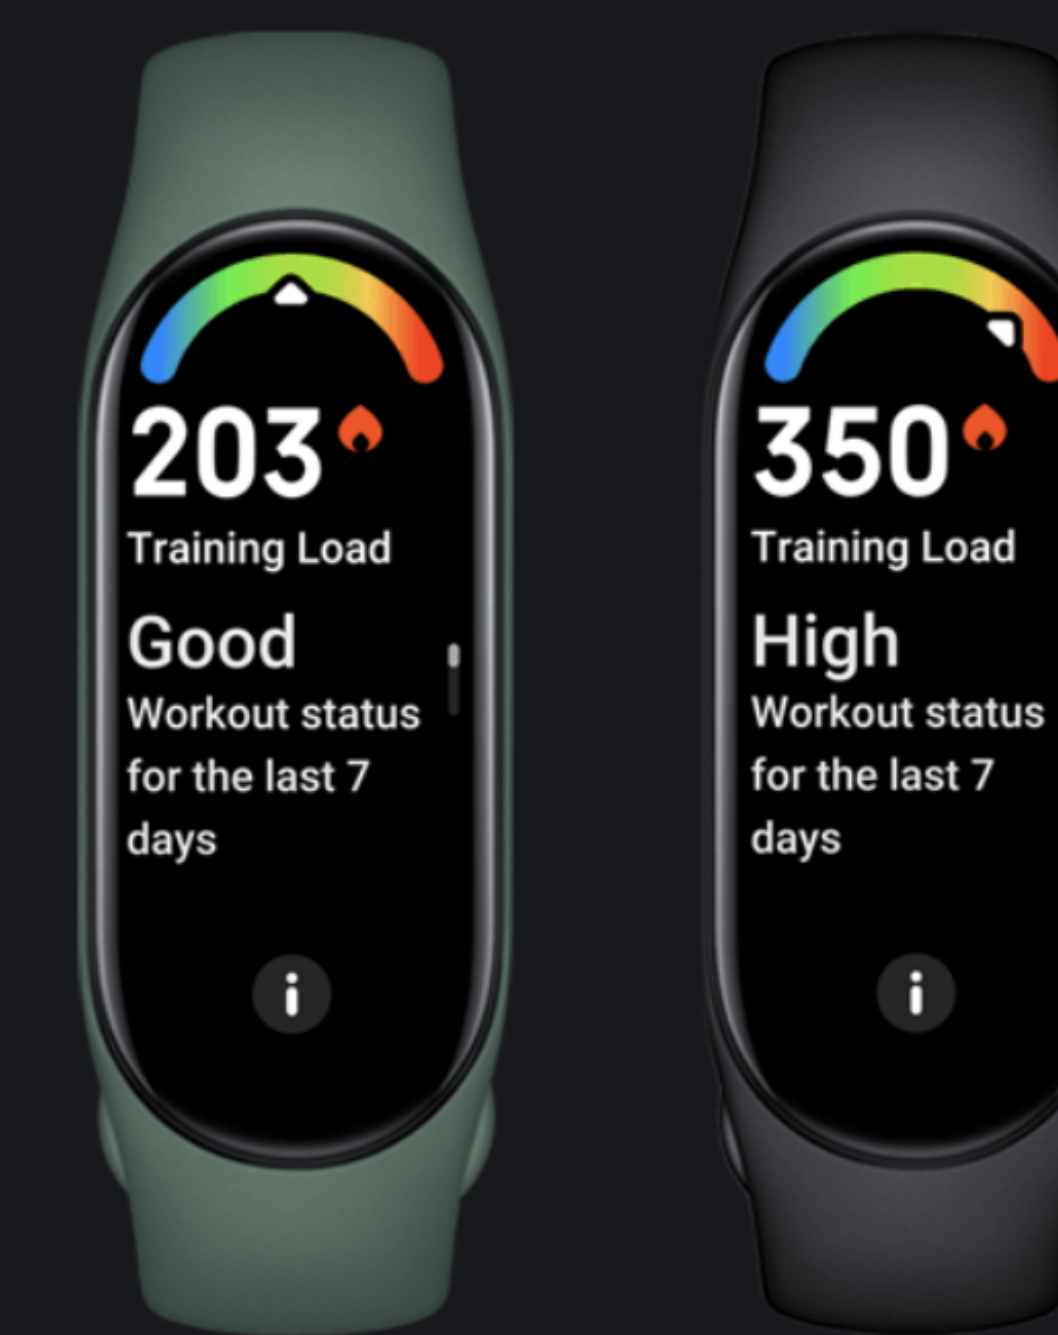 203
Training Load
Good
Workout status
for the last 7
days
350
Training Load
High
Workout status
for the last 7
days